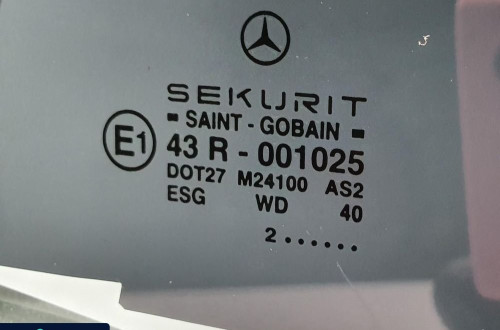 SEKURIT
▪ SAINT - GOBAIN ▪
E1 43 R - 001025
DOT27 M24100 AS2
ESG WD 40
2......